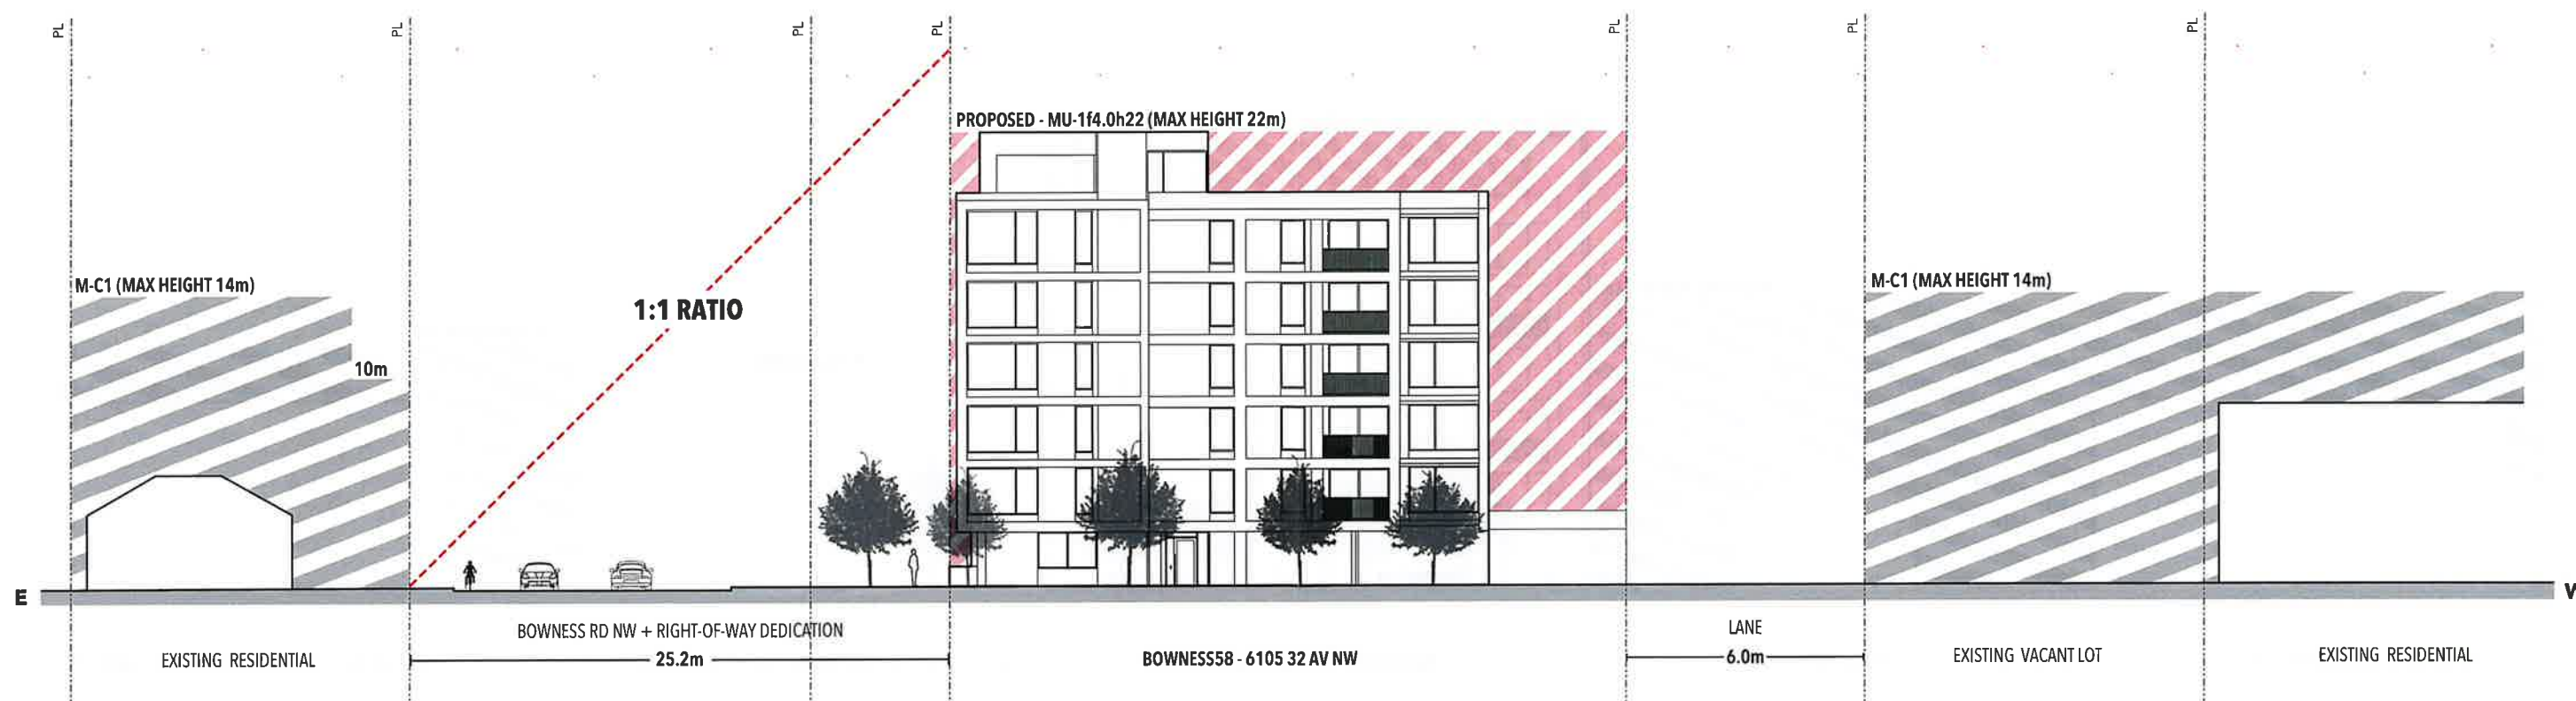 PL
PL
PL
PL
PL
PL
PL
PROPOSED - MU-1f4.0h22 (MAX HEIGHT 22m)
M-C1 (MAX HEIGHT 14m)
M-C1 (MAX HEIGHT 14m)
1:1 RATIO
10m
E
BOWNESS RD NW + RIGHT-OF-WAY DEDICATION
LANE
EXISTING RESIDENTIAL
25.2m
BOWNESS58 - 6105 32 AV NW
6.0m
EXISTING VACANT LOT
EXISTING RESIDENTIAL